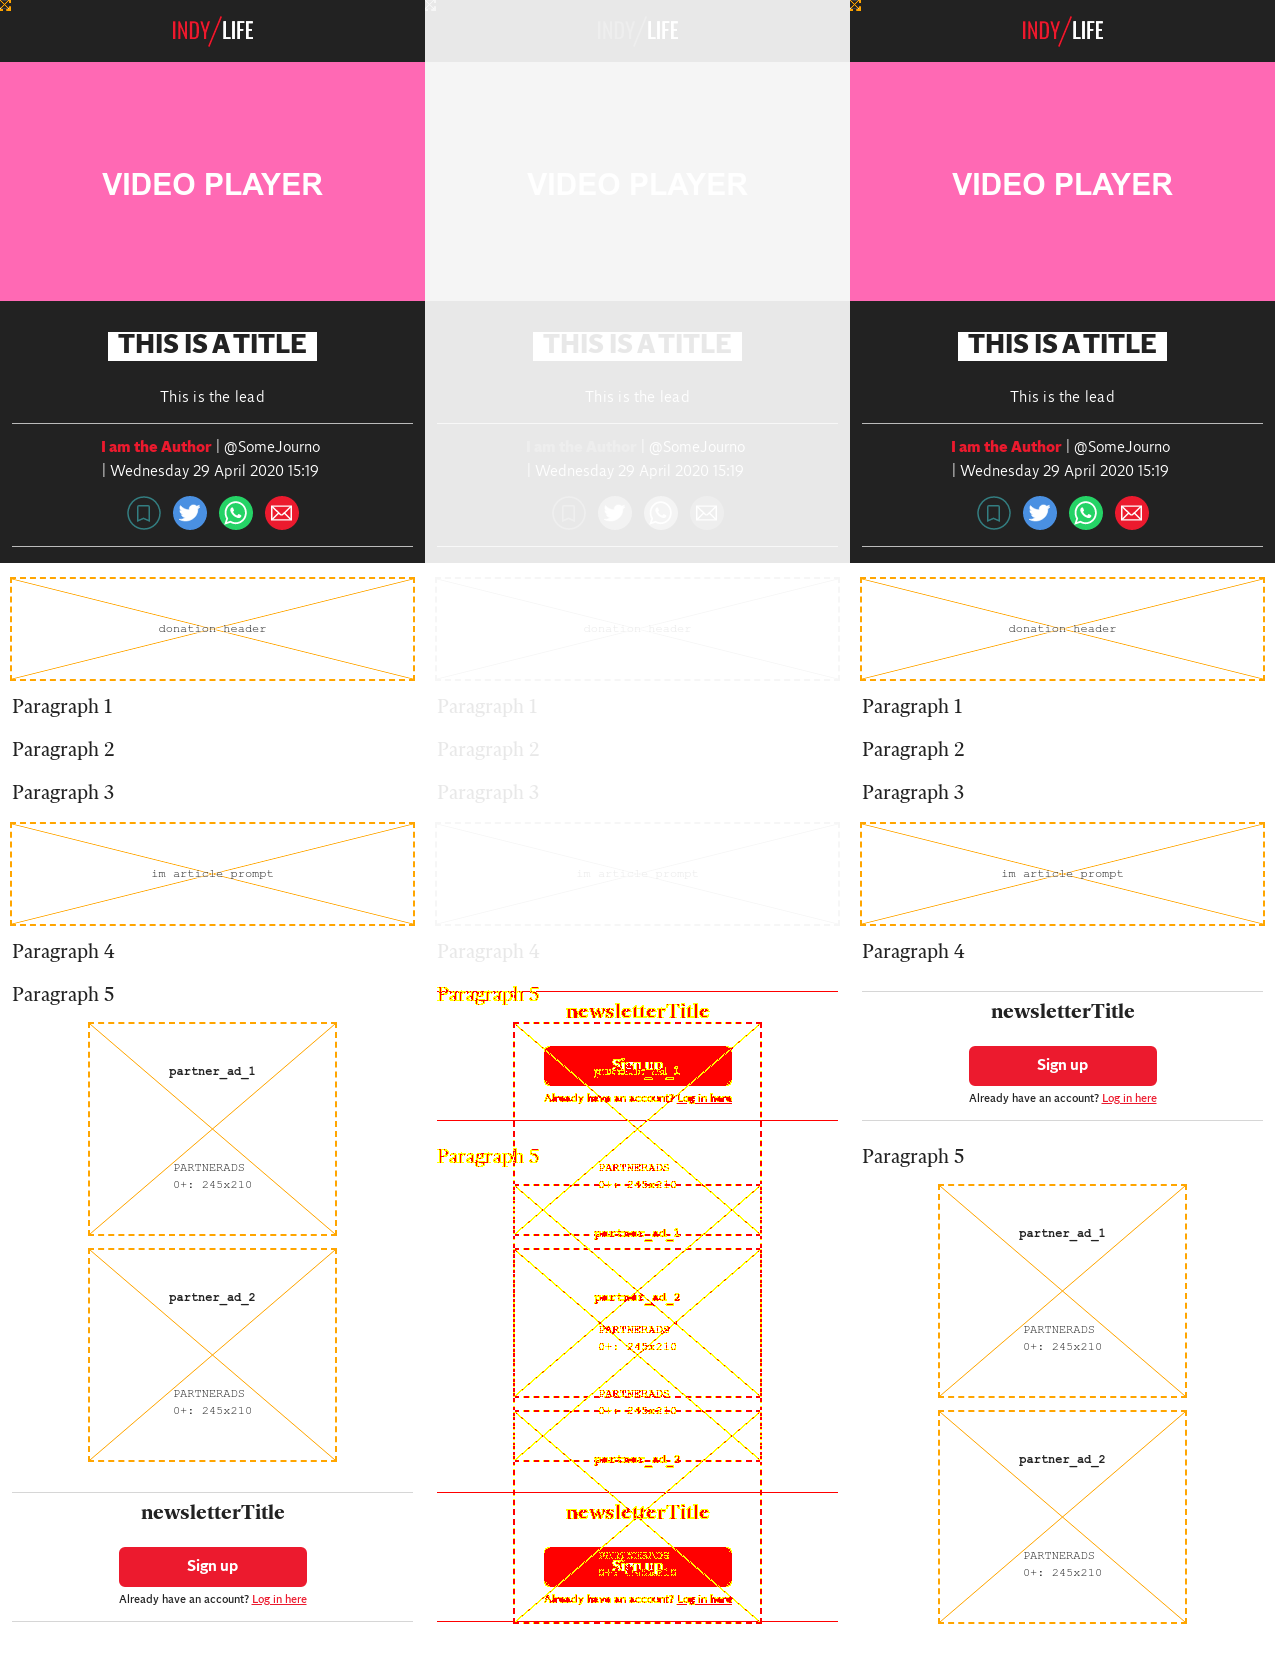 INDY/LIFE
VIDEO PLAYER
THIS IS A TITLE
This is the lead
I am the Author | @SomeJourno
| Wednesday 29 April 2020 15:19
donation header
Paragraph 1
Paragraph 2
Paragraph 3
im article prompt
Paragraph 4
Paragraph 5
partner_ad_1
PARTNERADS
0+: 245x210
partner_ad_2
PARTNERADS
0+: 245x210
newsletterTitle
Sign up
Already have an account? Log in here
INDY/LIFE
VIDEO PLAYER
THIS IS A TITLE
This is the lead
I am the Author | @SomeJourno
| Wednesday 29 April 2020 15:19
donation header
Paragraph 1
Paragraph 2
Paragraph 3
im article prompt
Paragraph 4
Paragraph 5
newsletterTitle
Sign up
partner_ad_1
Already have an account? Log in here
Paragraph 5
PARTNERADS
0+: 245x210
partner_ad_1
partner_ad_2
PARTNERADS
0+: 245x210
PARTNERADS
0+: 245x210
partner_ad_2
newsletterTitle
PARTNERADS
Sign up
0+: 245x210
Already have an account? Log in here
INDY/LIFE
VIDEO PLAYER
THIS IS A TITLE
This is the lead
I am the Author | @SomeJourno
| Wednesday 29 April 2020 15:19
donation header
Paragraph 1
Paragraph 2
Paragraph 3
im article prompt
Paragraph 4
newsletterTitle
Sign up
Already have an account? Log in here
Paragraph 5
partner_ad_1
PARTNERADS
0+: 245x210
partner_ad_2
PARTNERADS
0+: 245x210